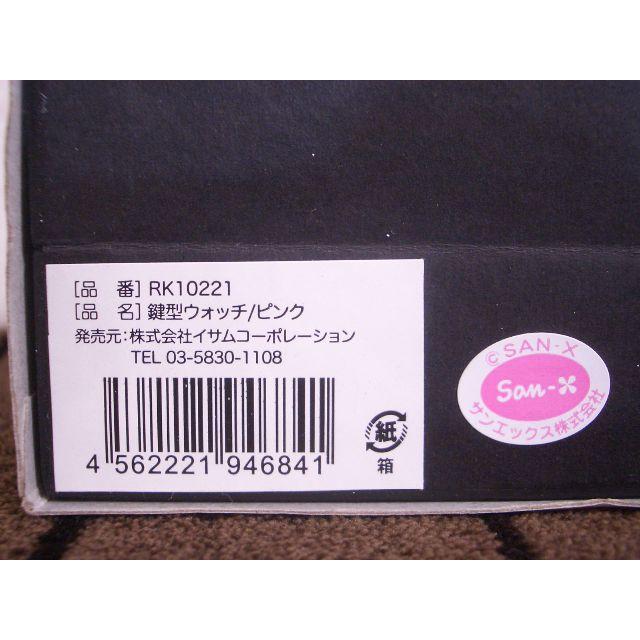 [品 番] RK10221
[品 名] 鍵型ウォッチ/ピンク
発売元:株式会社イサムコーポレーション
TEL 03-5830-1108
4 562221 946841
紙
箱
© SAN-X
San-X
サンエックス株式会社